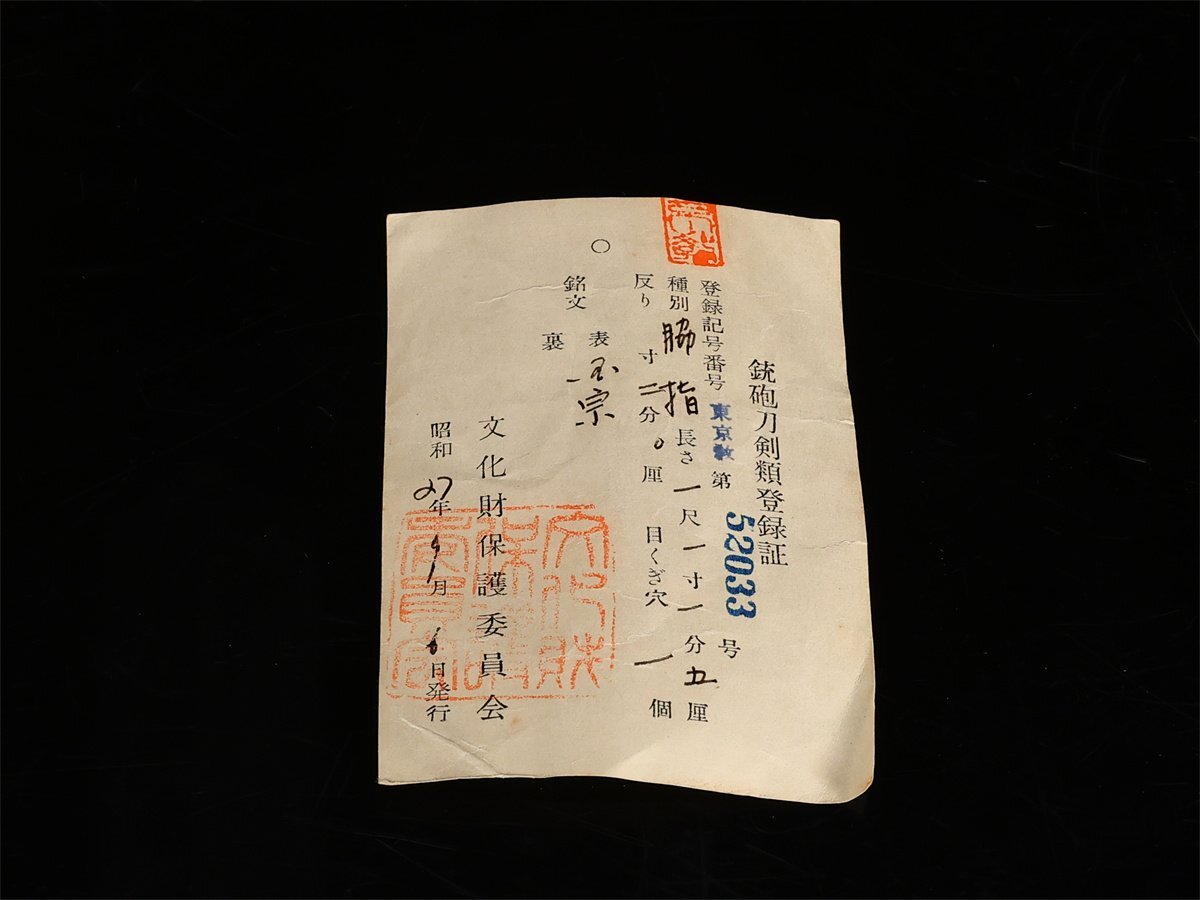 銃砲刀剣類登録証
登録記号番号 東京教 第 52033 号
種別 脇指 長さ 一尺一寸一分五厘
反り 寸二分0厘 目くぎ穴 一個
○
銘文 表 宗
裏
文化財保護委員会
昭和27年 月 6日発行